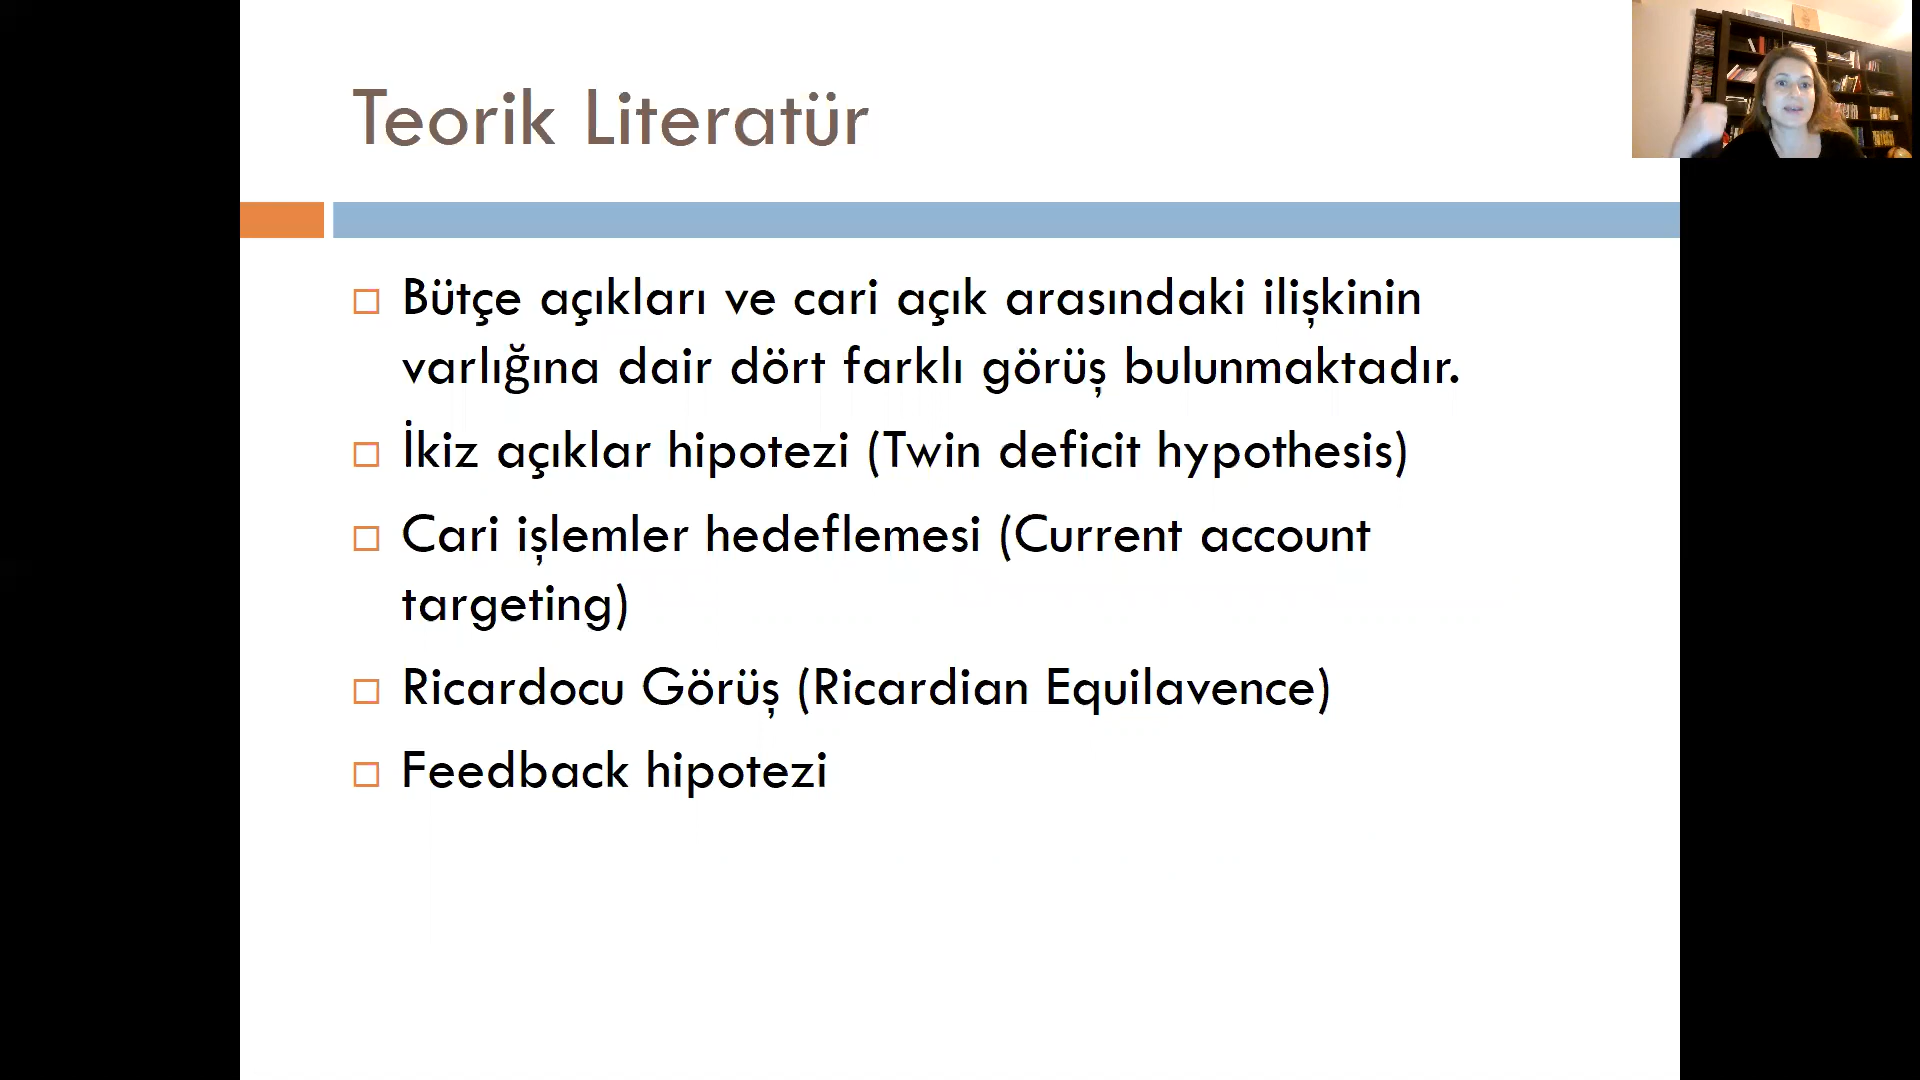 Teorik Literatür
Bütçe açıkları ve cari açık arasındaki ilişkinin
varlığına dair dört farklı görüş bulunmaktadır.
İkiz açıklar hipotezi (Twin deficit hypothesis)
Cari işlemler hedeflemesi (Current account
targeting)
Ricardocu Görüş (Ricardian Equilavence)
Feedback hipotezi